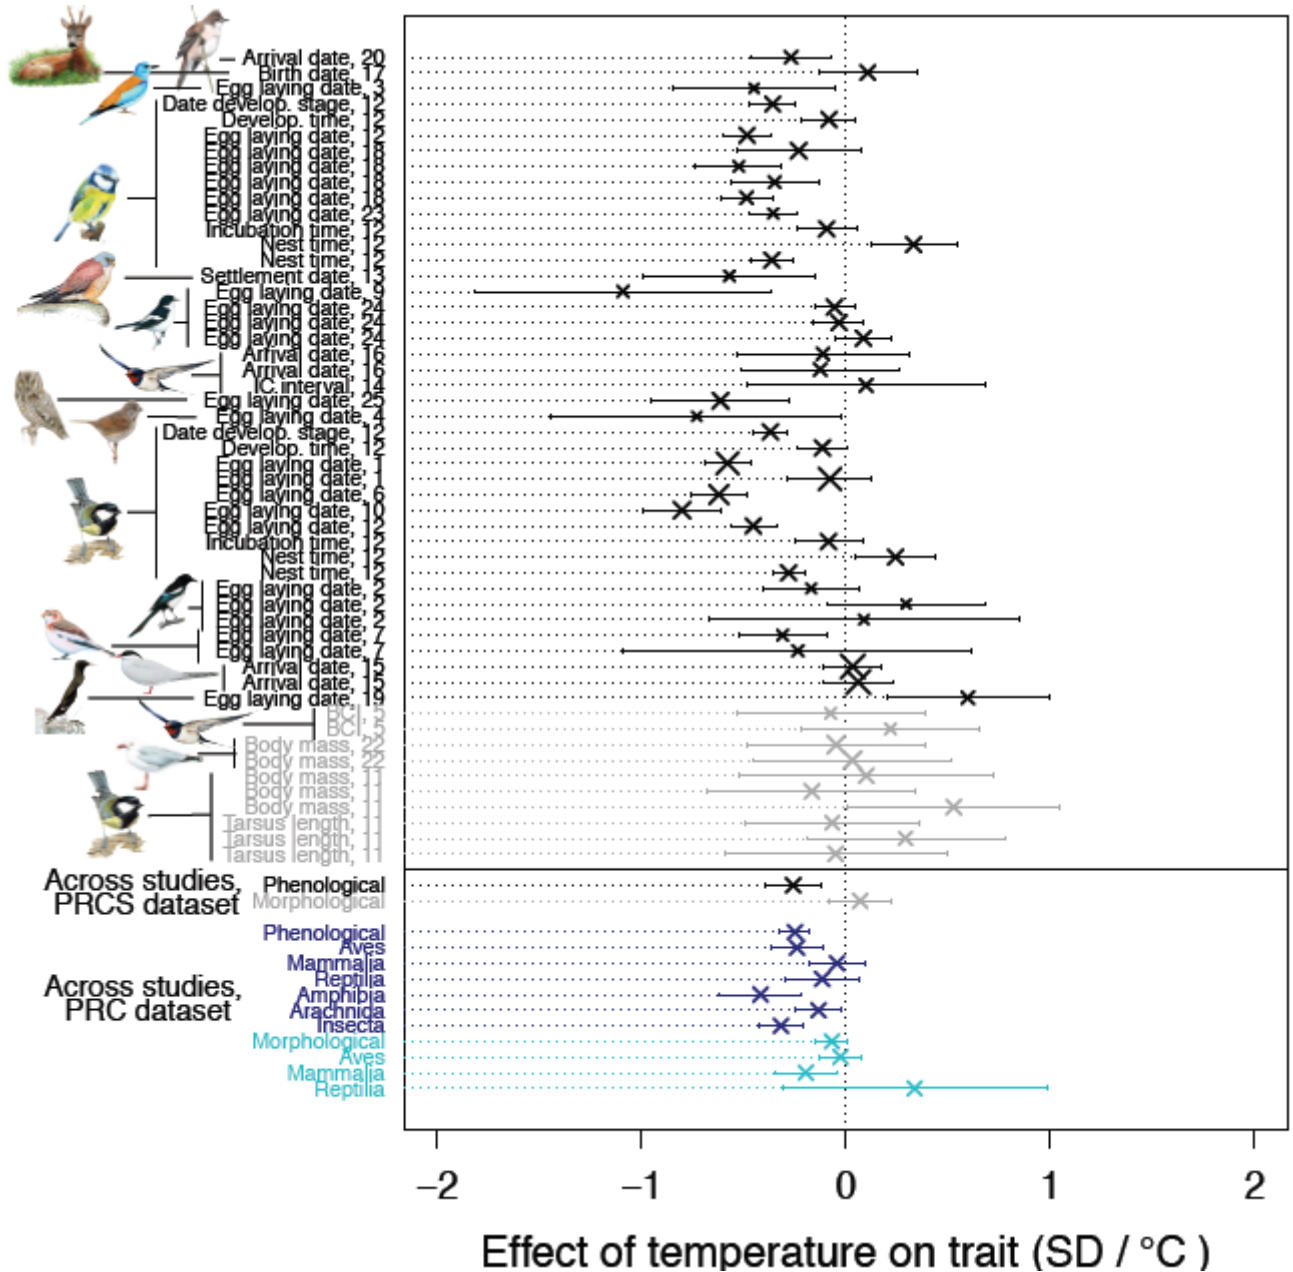 Arrival date, 20
Birth date, 17
Egg laying date, 3
Date develop. stage, 12
Develop. time, 12
Egg laying date, 12
Egg laying date, 18
Egg laying date, 18
Egg laying date, 18
Egg laying date, 18
Egg laying date, 23
Incubation time, 12
Nest time, 12
Nest time, 12
Settlement date, 13
Egg laying date, 9
Egg laying date, 24
Egg laying date, 24
Egg laying date, 24
Arrival date, 16
Arrival date, 16
IC interval, 14
Egg laying date, 25
Egg laying date, 4
Date develop. stage, 12
Develop. time, 12
Egg laying date, 1
Egg laying date, 1
Egg laying date, 6
Egg laying date, 10
Egg laying date, 12
Incubation time, 12
Nest time, 12
Nest time, 12
Egg laying date, 2
Egg laying date, 2
Egg laying date, 2
Egg laying date, 7
Egg laying date, 7
Arrival date, 15
Arrival date, 15
Egg laying date, 19
BCI, 5
BCI, 5
Body mass, 22
Body mass, 22
Body mass, 11
Body mass, 11
Body mass, 11
Tarsus length, 11
Tarsus length, 11
Tarsus length, 11
Across studies,
PRCS dataset
Phenological
Morphological
Across studies,
PRC dataset
Phenological
Aves
Mammalia
Reptilia
Amphibia
Arachnida
Insecta
Morphological
Aves
Mammalia
Reptilia
−2 −1 0 1 2
Effect of temperature on trait (SD / °C )